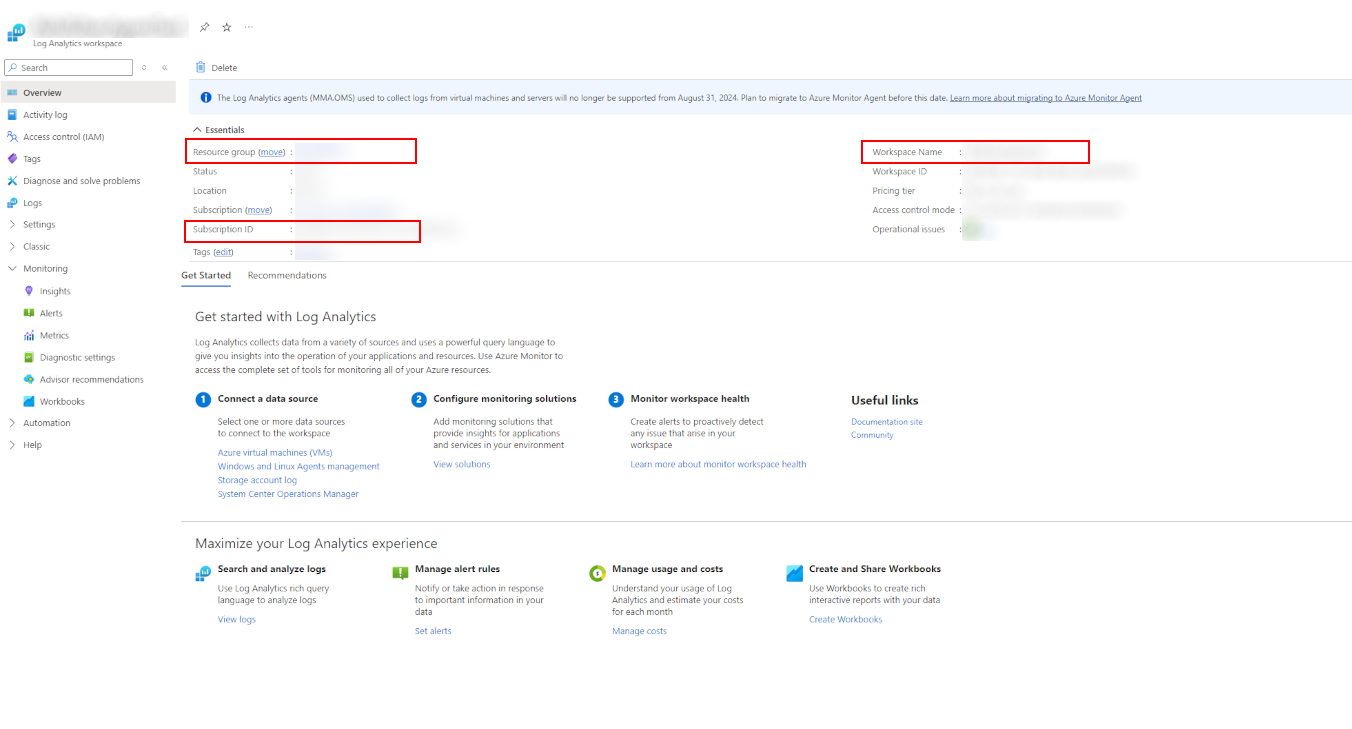 Log Analytics workspace
Search
Delete
Overview
Activity log
Access control (IAM)
Tags
Diagnose and solve problems
Logs
Settings
Classic
Monitoring
Insights
Alerts
Metrics
Diagnostic settings
Advisor recommendations
Workbooks
Automation
Help
The Log Analytics agents (MMA.OMS) used to collect logs from virtual machines and servers will no longer be supported from August 31, 2024. Plan to migrate to Azure Monitor Agent before this date. Learn more about migrating to Azure Monitor Agent
Essentials
Resource group (move) :
Status :
Location :
Subscription (move) :
Subscription ID :
Tags (edit) :
Workspace Name :
Workspace ID :
Pricing tier :
Access control mode :
Operational issues :
Get Started Recommendations
Get started with Log Analytics
Log Analytics collects data from a variety of sources and uses a powerful query language to
give you insights into the operation of your applications and resources. Use Azure Monitor to
access the complete set of tools for monitoring all of your Azure resources.
1 Connect a data source
Select one or more data sources
to connect to the workspace
Azure virtual machines (VMs)
Windows and Linux Agents management
Storage account log
System Center Operations Manager
2 Configure monitoring solutions
Add monitoring solutions that
provide insights for applications
and services in your environment
View solutions
3 Monitor workspace health
Create alerts to proactively detect
any issue that arise in your
workspace
Learn more about monitor workspace health
Useful links
Documentation site
Community
Maximize your Log Analytics experience
Search and analyze logs
Use Log Analytics rich query
language to analyze logs
View logs
Manage alert rules
Notify or take action in response
to important information in your
data
Set alerts
Manage usage and costs
Understand your usage of Log
Analytics and estimate your costs
for each month
Manage costs
Create and Share Workbooks
Use Workbooks to create rich
interactive reports with your data
Create Workbooks